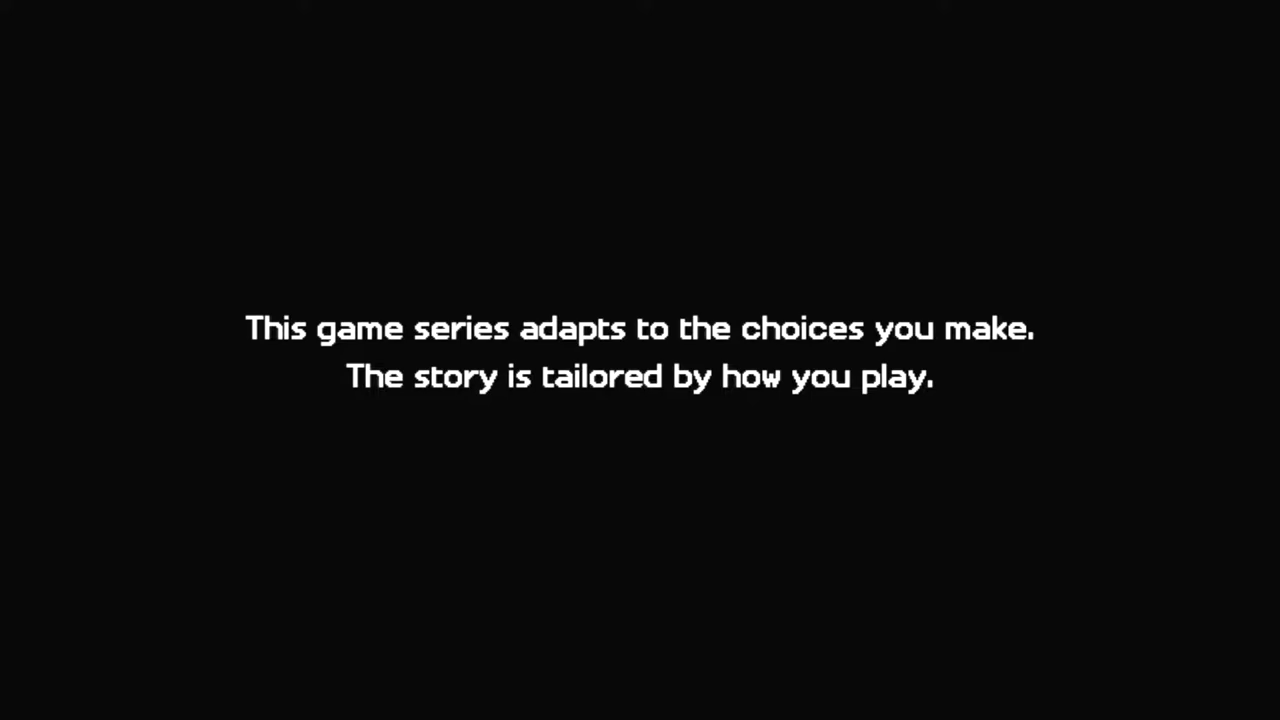 This game series adapts to the choices you make.
The story is tailored by how you play.